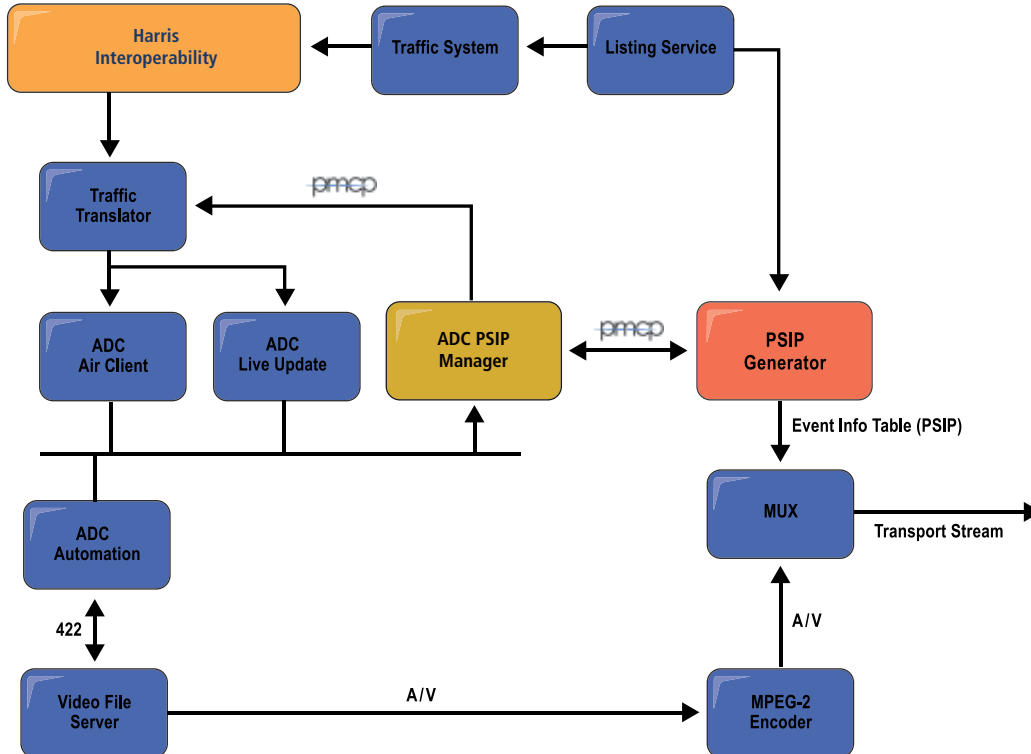 Harris
Interoperability
Traffic System
Listing Service
Traffic
Translator
pmcp
ADC
Air Client
ADC
Live Update
ADC PSIP
Manager
pmcp
PSIP
Generator
Event Info Table (PSIP)
ADC
Automation
MUX
Transport Stream
422
A/V
Video File
Server
A/V
MPEG-2
Encoder